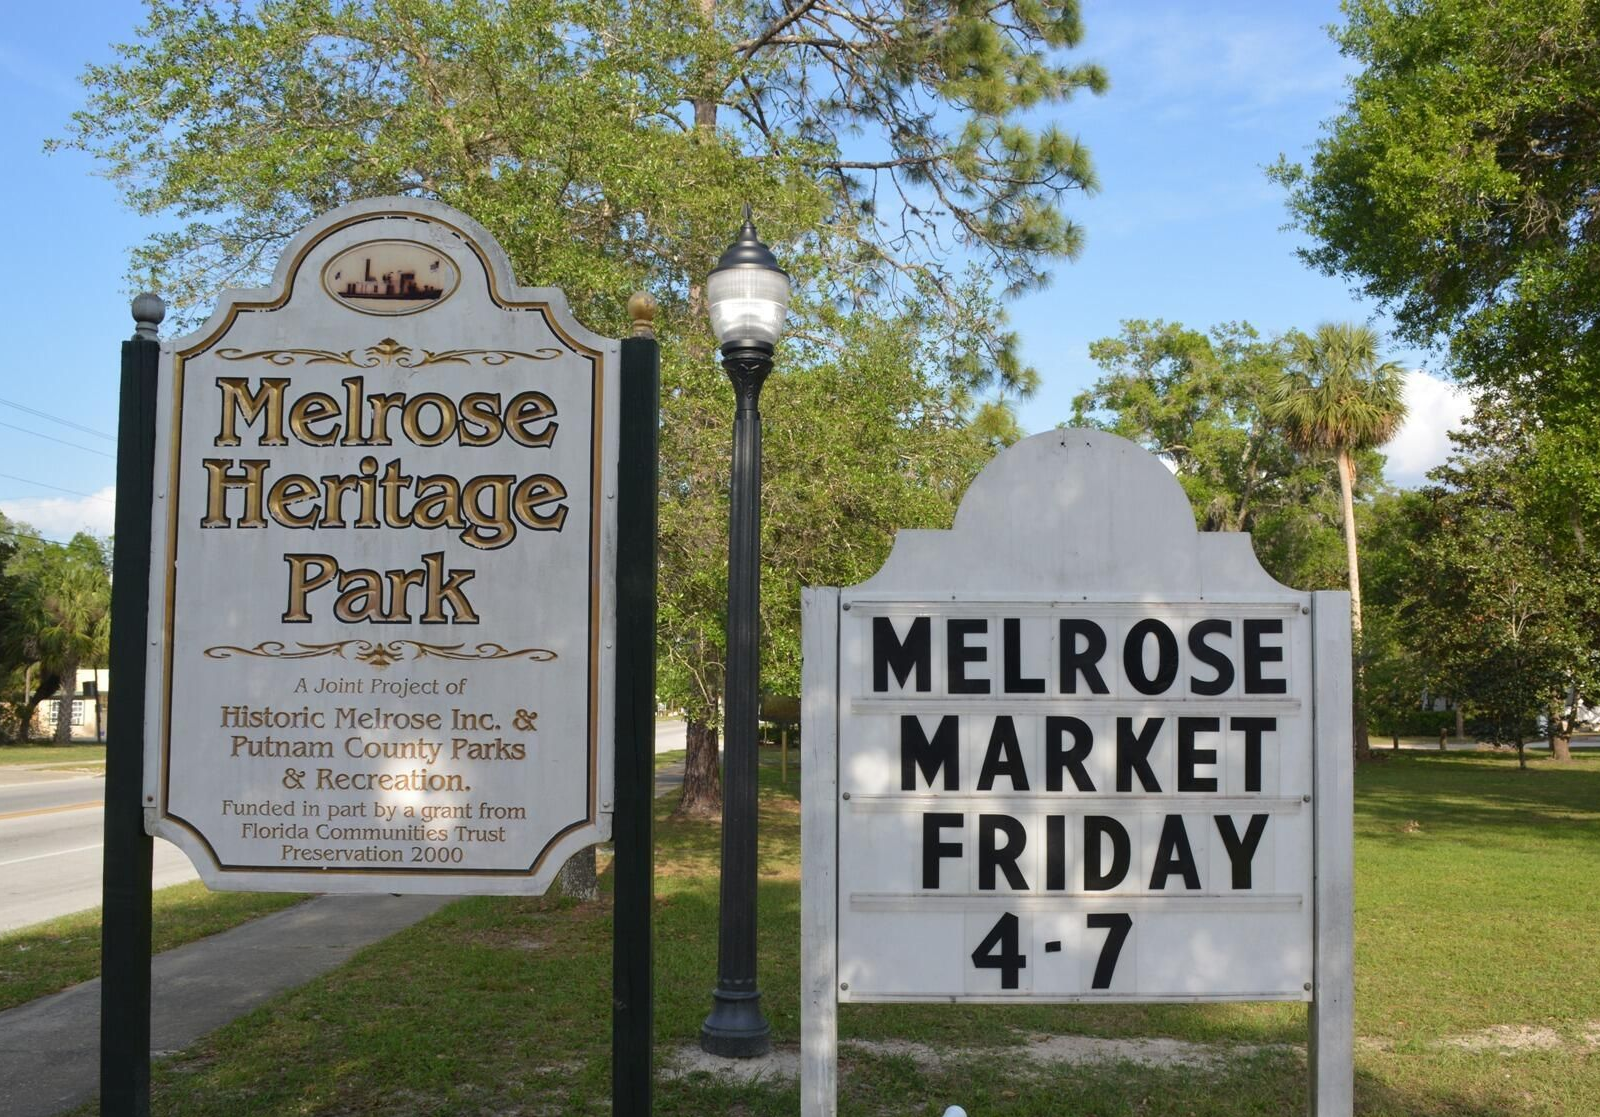 Melrose
Heritage
Park
A Joint Project of
Historic Melrose Inc. &
Putnam County Parks
& Recreation.
Funded in part by a grant from
Florida Communities Trust
Preservation 2000
MELROSE
MARKET
FRIDAY
4-7